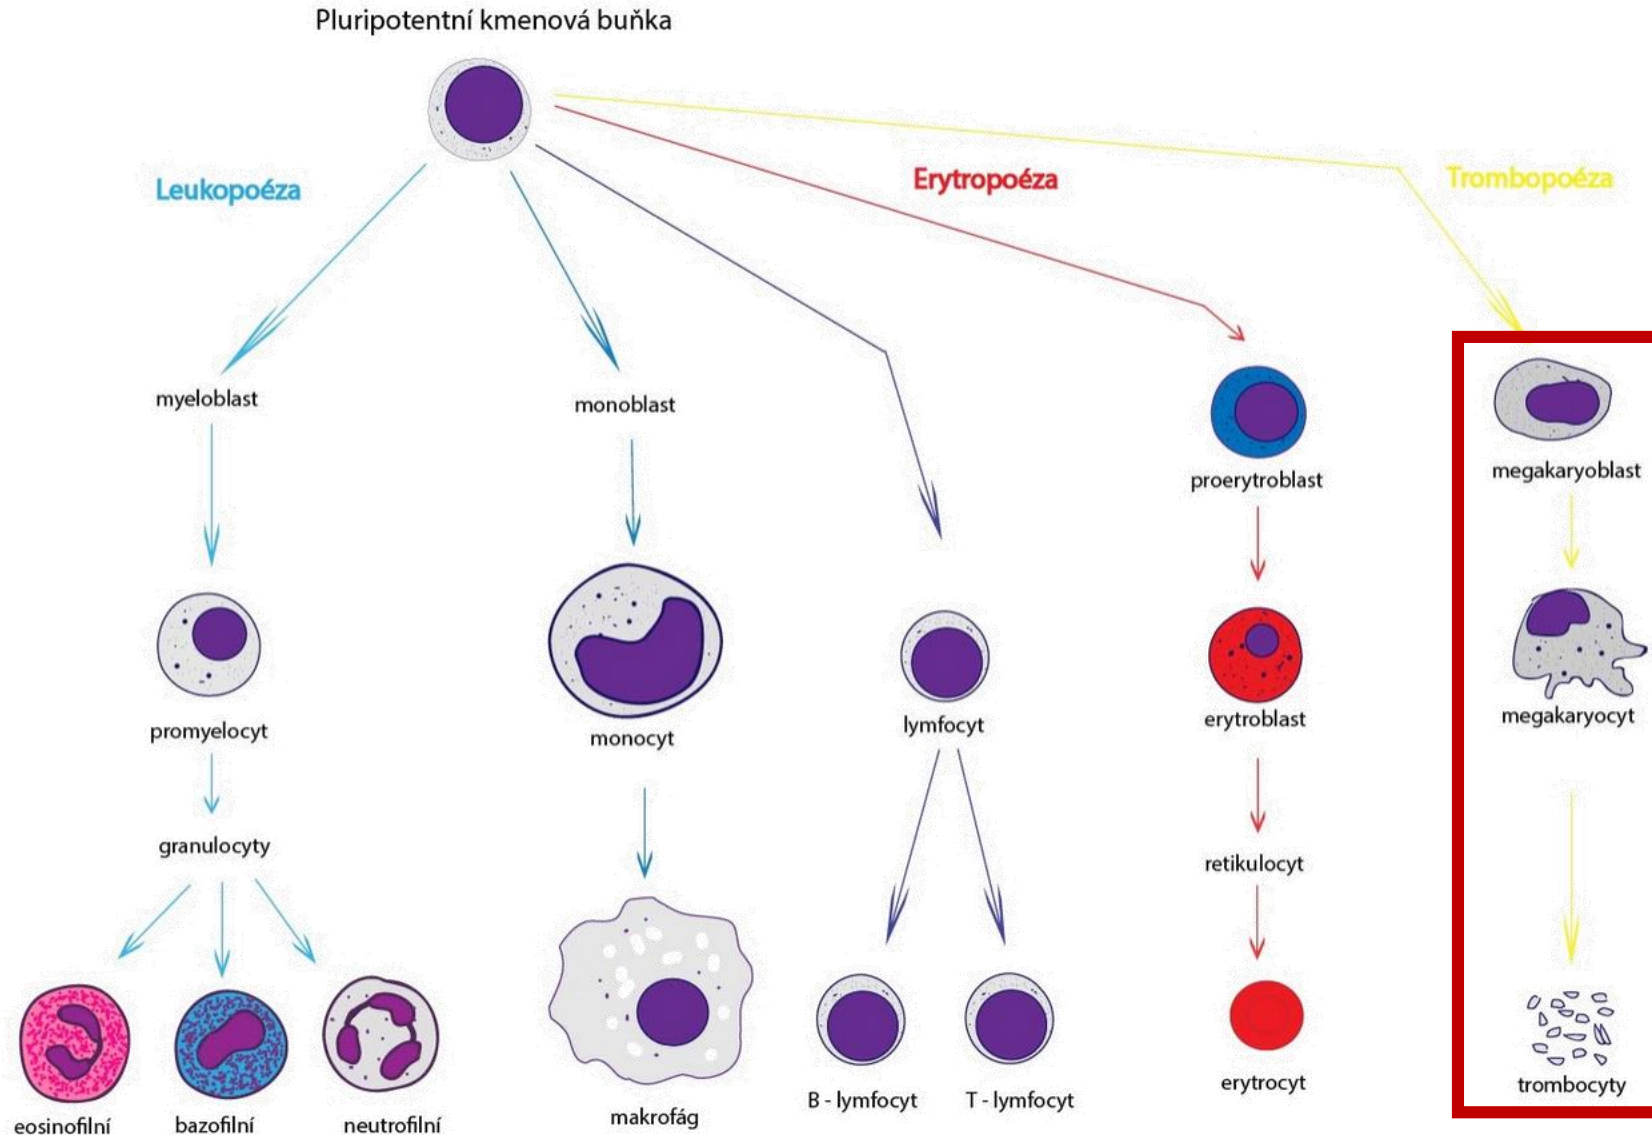 Pluripotentní kmenová buňka
Leukopoéza
Erytropoéza
Trombopoéza
myeloblast
monoblast
proerytroblast
megakaryoblast
promyelocyt
monocyt
lymfocyt
erytroblast
megakaryocyt
granulocyty
retikulocyt
eosinofilní
bazofilní
neutrofilní
makrofág
B - lymfocyt
T - lymfocyt
erytrocyt
trombocyty